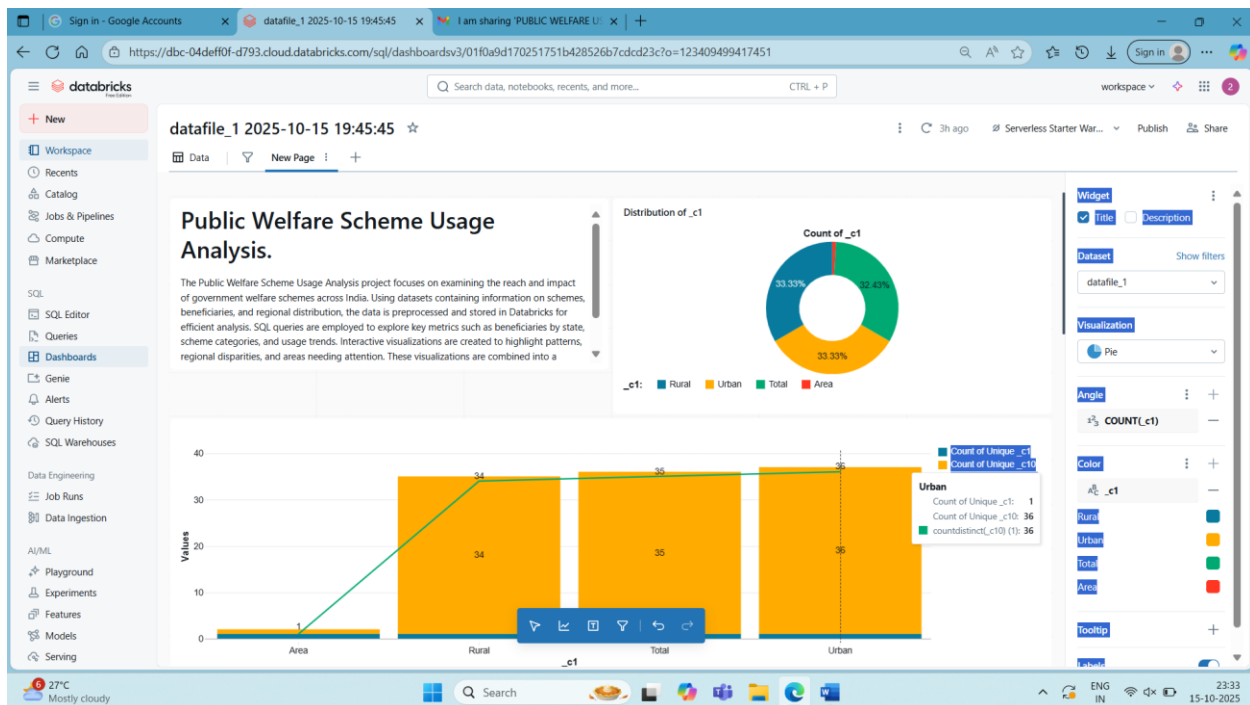 Sign in - Google Accounts
datafile_1 2025-10-15 19:45:45
I am sharing 'PUBLIC WELFARE U
https://dbc-04deff0f-d793.cloud.databricks.com/sql/dashboardsv3/01f0a9d170251751b428526b7cdcd23c?o=123409499417451
Sign in
databricks
Free Edition
Search data, notebooks, recents, and more...
CTRL + P
workspace
2
New
Workspace
Recents
Catalog
Jobs & Pipelines
Compute
Marketplace
SQL
SQL Editor
Queries
Dashboards
Genie
Alerts
Query History
SQL Warehouses
Data Engineering
Job Runs
Data Ingestion
AI/ML
Playground
Experiments
Features
Models
Serving
datafile_1 2025-10-15 19:45:45
3h ago
Serverless Starter War...
Publish
Share
Data
New Page
Public Welfare Scheme Usage
Analysis.
The Public Welfare Scheme Usage Analysis project focuses on examining the reach and impact
of government welfare schemes across India. Using datasets containing information on schemes,
beneficiaries, and regional distribution, the data is preprocessed and stored in Databricks for
efficient analysis. SQL queries are employed to explore key metrics such as beneficiaries by state,
scheme categories, and usage trends. Interactive visualizations are created to highlight patterns,
regional disparities, and areas needing attention. These visualizations are combined into a
Distribution of _c1
Count of _c1
33.33%
32.43%
33.33%
_c1: Rural Urban Total Area
40
30
20
10
0
Values
1
34
34
35
35
36
36
Area
Rural
Total
Urban
_c1
Count of Unique _c1
Count of Unique _c10
Urban
Count of Unique _c1: 1
Count of Unique _c10: 36
countdistinct(_c10) (1): 36
Widget
Title Description
Dataset Show filters
datafile_1
Visualization
Pie
Angle
COUNT(_c1)
Color
_c1
Rural
Urban
Total
Area
Tooltip
Labels
6
27°C
Mostly cloudy
Search
ENG
IN
23:33
15-10-2025